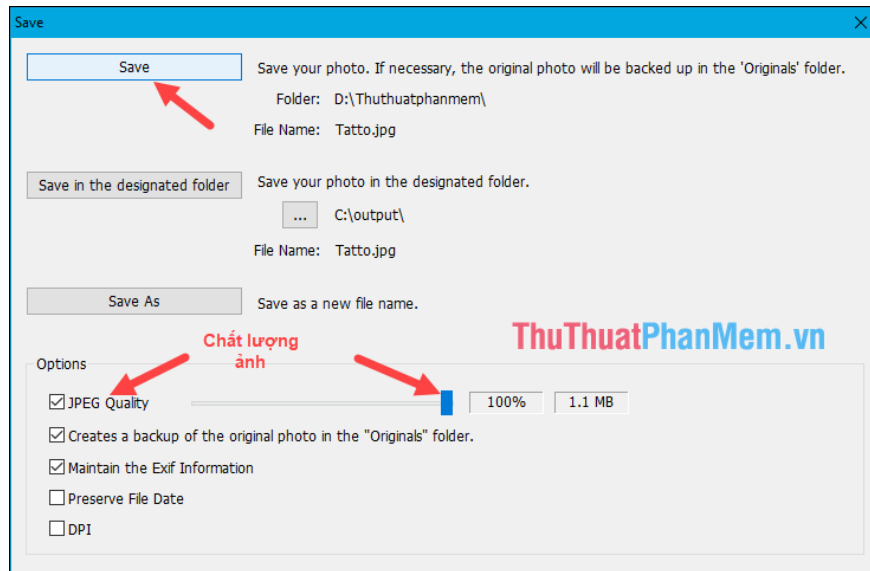 Save
Save
Save your photo. If necessary, the original photo will be backed up in the 'Originals' folder.
Folder: D:\Thuthuatphanmem\
File Name: Tatto.jpg
Save in the designated folder
Save your photo in the designated folder.
... C:\output\
File Name: Tatto.jpg
Save As
Save as a new file name.
ThuThuatPhanMem.vn
Chất lượng
ảnh
Options
JPEG Quality 100% 1.1 MB
Creates a backup of the original photo in the "Originals" folder.
Maintain the Exif Information
Preserve File Date
DPI